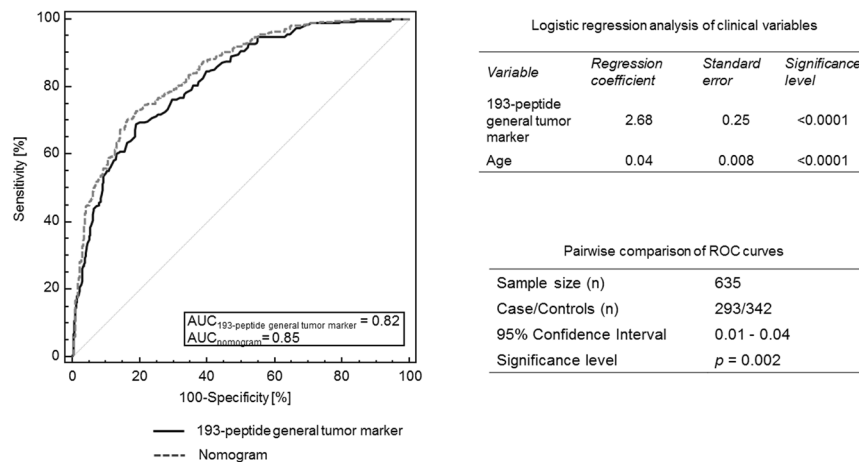 100
80
60
40
20
0
Sensitivity [%]
AUC193-peptide general tumor marker = 0.82
AUCnomogram=0.85
0 20 40 60 80 100
100-Specificity [%]
193-peptide general tumor marker
Nomogram
Logistic regression analysis of clinical variables
Variable Regression coefficient Standard error Significance level
193-peptide general tumor marker 2.68 0.25 <0.0001
Age 0.04 0.008 <0.0001
Pairwise comparison of ROC curves
Sample size (n) 635
Case/Controls (n) 293/342
95% Confidence Interval 0.01 - 0.04
Significance level p = 0.002